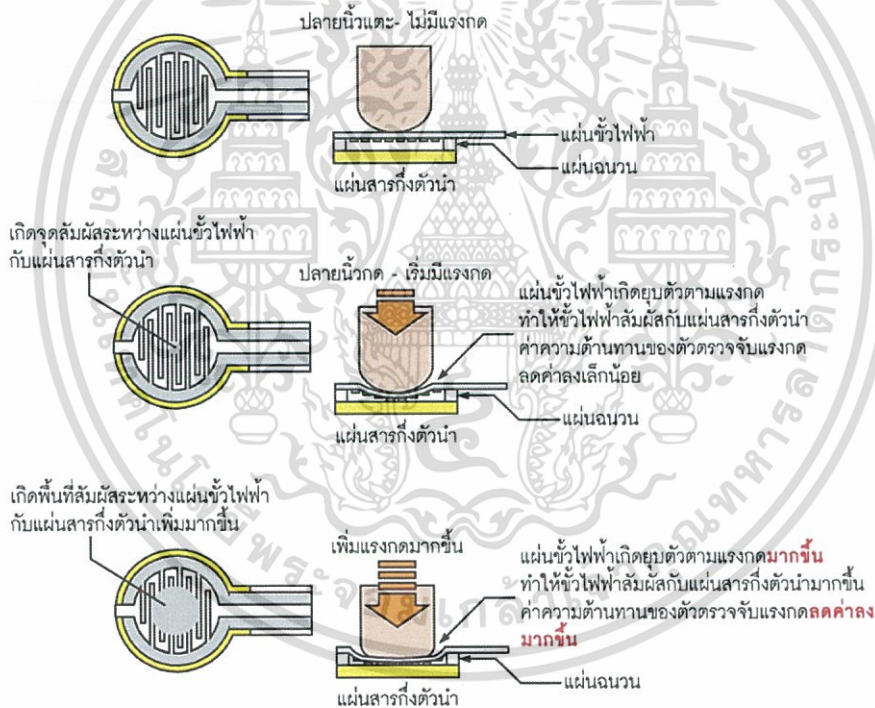 ปลายนิ้วแตะ- ไม่มีแรงกด
แผ่นขั้วไฟฟ้า
แผ่นฉนวน
แผ่นสารกึ่งตัวนำ
เกิดจุดสัมผัสระหว่างแผ่นขั้วไฟฟ้า
กับแผ่นสารกึ่งตัวนำ
ปลายนิ้วกด - เริ่มมีแรงกด
แผ่นขั้วไฟฟ้าเกิดยุบตัวตามแรงกด
ทำให้ขั้วไฟฟ้าสัมผัสกับแผ่นสารกึ่งตัวนำ
ค่าความต้านทานของตัวตรวจจับแรงกด
ลดค่าลงเล็กน้อย
แผ่นฉนวน
แผ่นสารกึ่งตัวนำ
เกิดพื้นที่สัมผัสระหว่างแผ่นขั้วไฟฟ้า
กับแผ่นสารกึ่งตัวนำเพิ่มมากขึ้น
เพิ่มแรงกดมากขึ้น
แผ่นขั้วไฟฟ้าเกิดยุบตัวตามแรงกดมากขึ้น
ทำให้ขั้วไฟฟ้าสัมผัสกับแผ่นสารกึ่งตัวนำมากขึ้น
ค่าความต้านทานของตัวตรวจจับแรงกดลดค่าลง
มากขึ้น
แผ่นฉนวน
แผ่นสารกึ่งตัวนำ